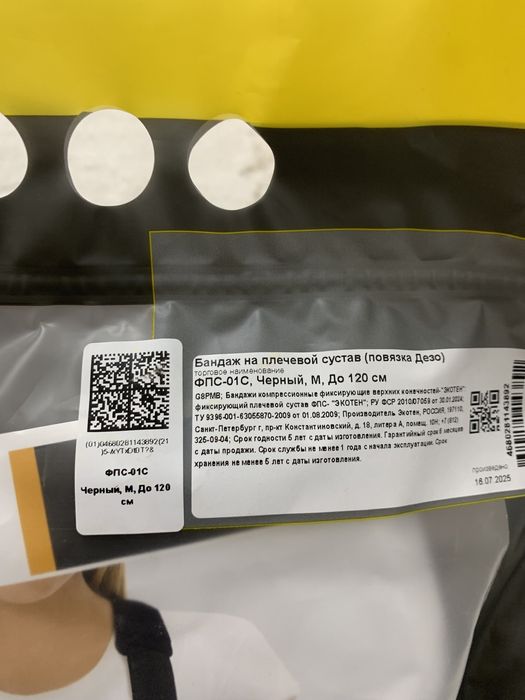 Бандаж на плечевой сустав (повязка Дезо)
торговое наименование
ФПС-01С, Черный, М, До 120 см
G8PMB; Бандажи компрессионные фиксирующие верхних конечностей-"ЭКОТЕН"
фиксирующий плечевой сустав ФПС- "ЭКОТЕН"; РУ ФСР 2010/07059 от 30.01.2024;
ТУ 9396-001-63055870-2009 от 01.08.2009; Производитель: Экотен, РОССИЯ, 197110,
Санкт-Петербург г, пр-кт Константиновский, д. 18, литера А, помещ. 10Н; +7 (812)
325-09-04; Срок годности 5 лет с даты изготовления. Гарантийный срок 6 месяцев
с даты продажи. Срок службы не менее 1 года с начала эксплуатации. Срок
хранения не менее 5 лет с даты изготовления.
4680281143892
произведено
16.07.2025
(01)04680281143892(21
ФПС-01С
Черный, М, До 120
см